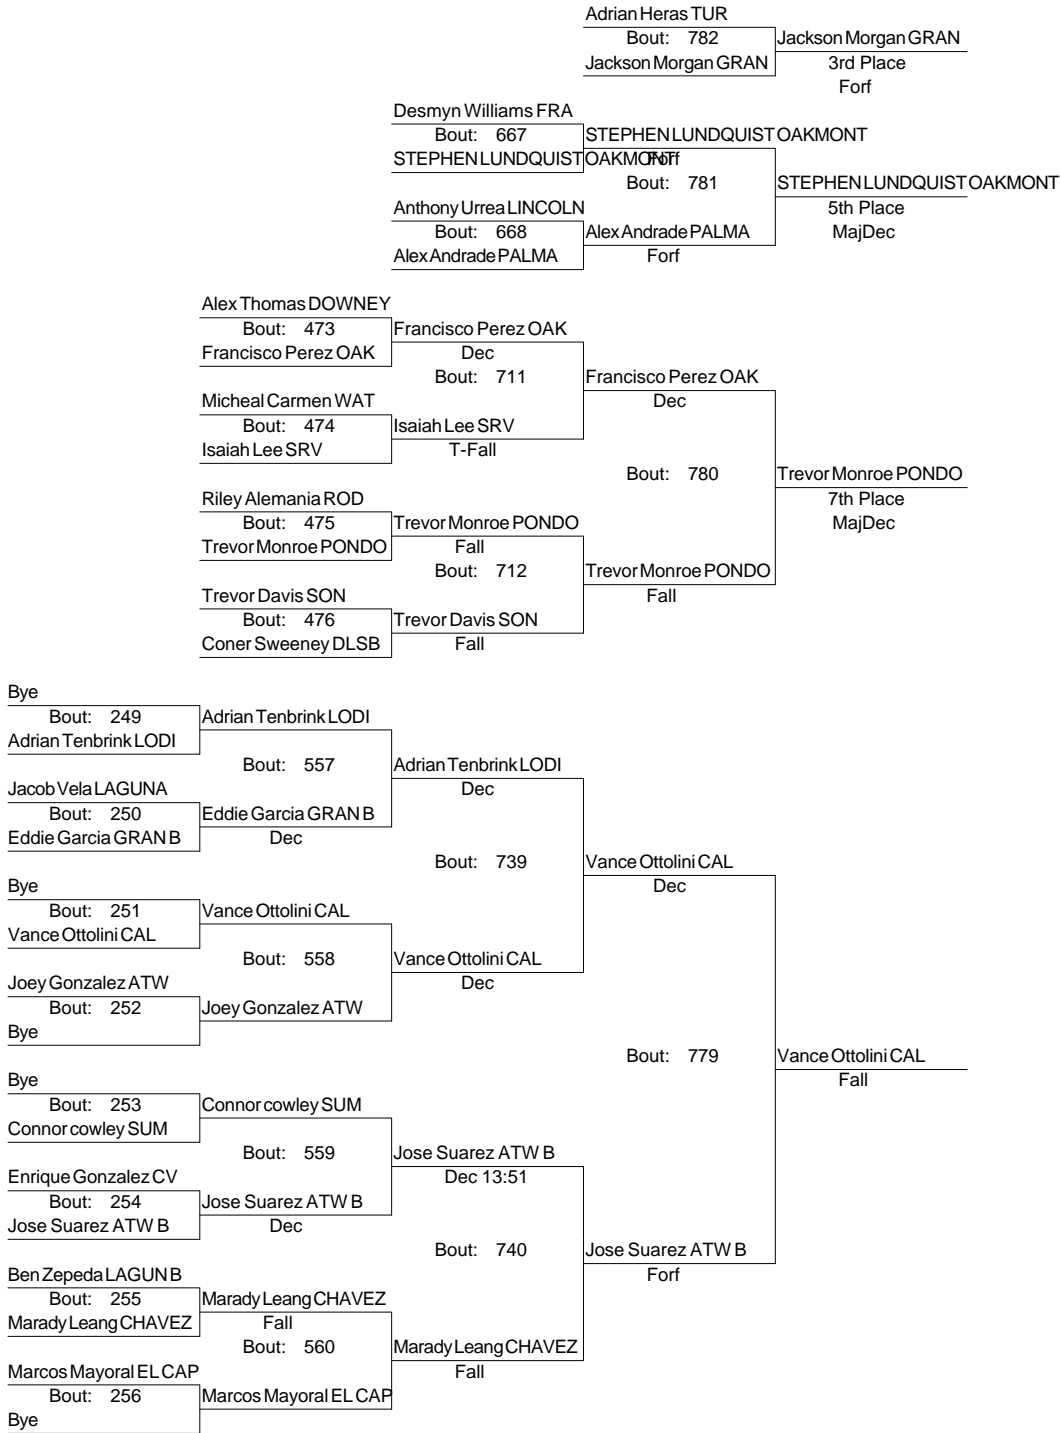 Adrian Heras TUR
Bout: 782 Jackson Morgan GRAN
Jackson Morgan GRAN 3rd Place
Forf
Desmyn Williams FRA
Bout: 667 STEPHEN LUNDQUIST OAKMONT
STEPHEN LUNDQUIST OAKMONT Forf
Bout: 781 STEPHEN LUNDQUIST OAKMONT
Anthony Urrea LINCOLN 5th Place
Bout: 668 Alex Andrade PALMA MajDec
Alex Andrade PALMA Forf
Alex Thomas DOWNEY
Bout: 473 Francisco Perez OAK
Francisco Perez OAK Dec
Bout: 711 Francisco Perez OAK
Micheal Carmen WAT Dec
Bout: 474 Isaiah Lee SRV
Isaiah Lee SRV T-Fall
Bout: 780 Trevor Monroe PONDO
Riley Alemania ROD 7th Place
Bout: 475 Trevor Monroe PONDO MajDec
Trevor Monroe PONDO Fall
Bout: 712 Trevor Monroe PONDO
Trevor Davis SON Fall
Bout: 476 Trevor Davis SON
Coner Sweeney DLSB Fall
Bye
Bout: 249 Adrian Tenbrink LODI
Adrian Tenbrink LODI
Bout: 557 Adrian Tenbrink LODI
Jacob Vela LAGUNA Dec
Bout: 250 Eddie Garcia GRAN B
Eddie Garcia GRAN B Dec
Bout: 739 Vance Ottolini CAL
Bye Dec
Bout: 251 Vance Ottolini CAL
Vance Ottolini CAL
Bout: 558 Vance Ottolini CAL
Joey Gonzalez ATW Dec
Bout: 252 Joey Gonzalez ATW
Bye
Bout: 779 Vance Ottolini CAL
Bye Fall
Bout: 253 Connor cowley SUM
Connor cowley SUM
Bout: 559 Jose Suarez ATW B
Enrique Gonzalez CV Dec 13:51
Bout: 254 Jose Suarez ATW B
Jose Suarez ATW B Dec
Bout: 740 Jose Suarez ATW B
Ben Zepeda LAGUN B Forf
Bout: 255 Marady Leang CHAVEZ
Marady Leang CHAVEZ Fall
Bout: 560 Marady Leang CHAVEZ
Marcos Mayoral EL CAP Fall
Bout: 256 Marcos Mayoral EL CAP
Bye